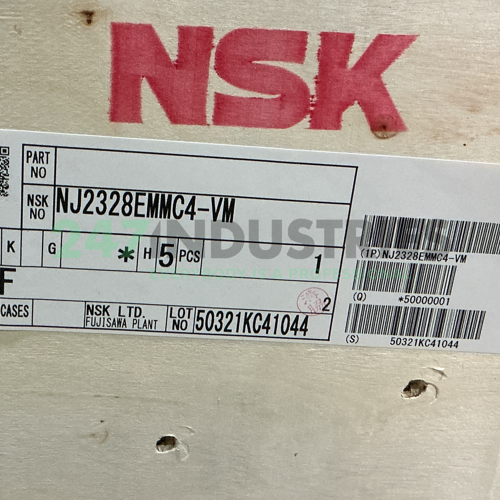 NSK
PART NO
NSK NO NJ2328EMMC4-VM
247INDUSTRIES
K G * H 5 PCS 1
F
2
CASES NSK LTD. FUJISAWA PLANT LOT NO 50321KC41044
(1P)NJ2328EMMC4-VM
(Q) *50000001
(S) 50321KC41044